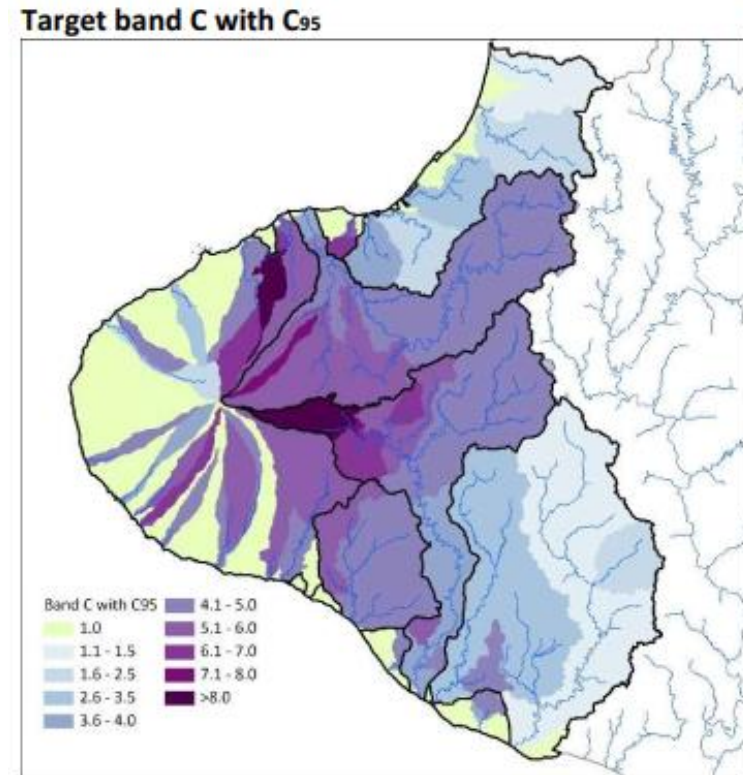 Target band C with C95
Band C with C95
1.0
1.1 - 1.5
1.6 - 2.5
2.6 - 3.5
3.6 - 4.0
4.1 - 5.0
5.1 - 6.0
6.1 - 7.0
7.1 - 8.0
>8.0